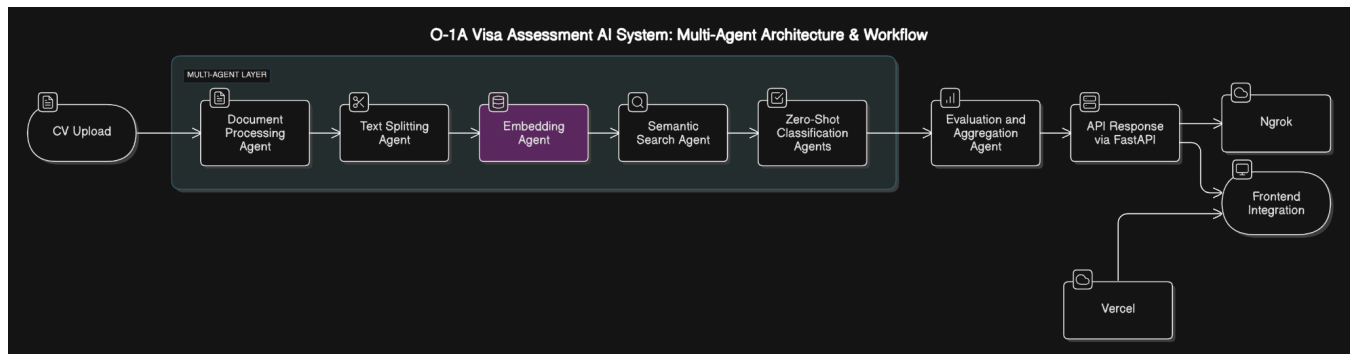 O-1A Visa Assessment AI System: Multi-Agent Architecture & Workflow
MULTI-AGENT LAYER
CV Upload
Document
Processing
Agent
Text Splitting
Agent
Embedding
Agent
Semantic
Search Agent
Zero-Shot
Classification
Agents
Evaluation and
Aggregation
Agent
API Response
via FastAPI
Ngrok
Frontend
Integration
Vercel